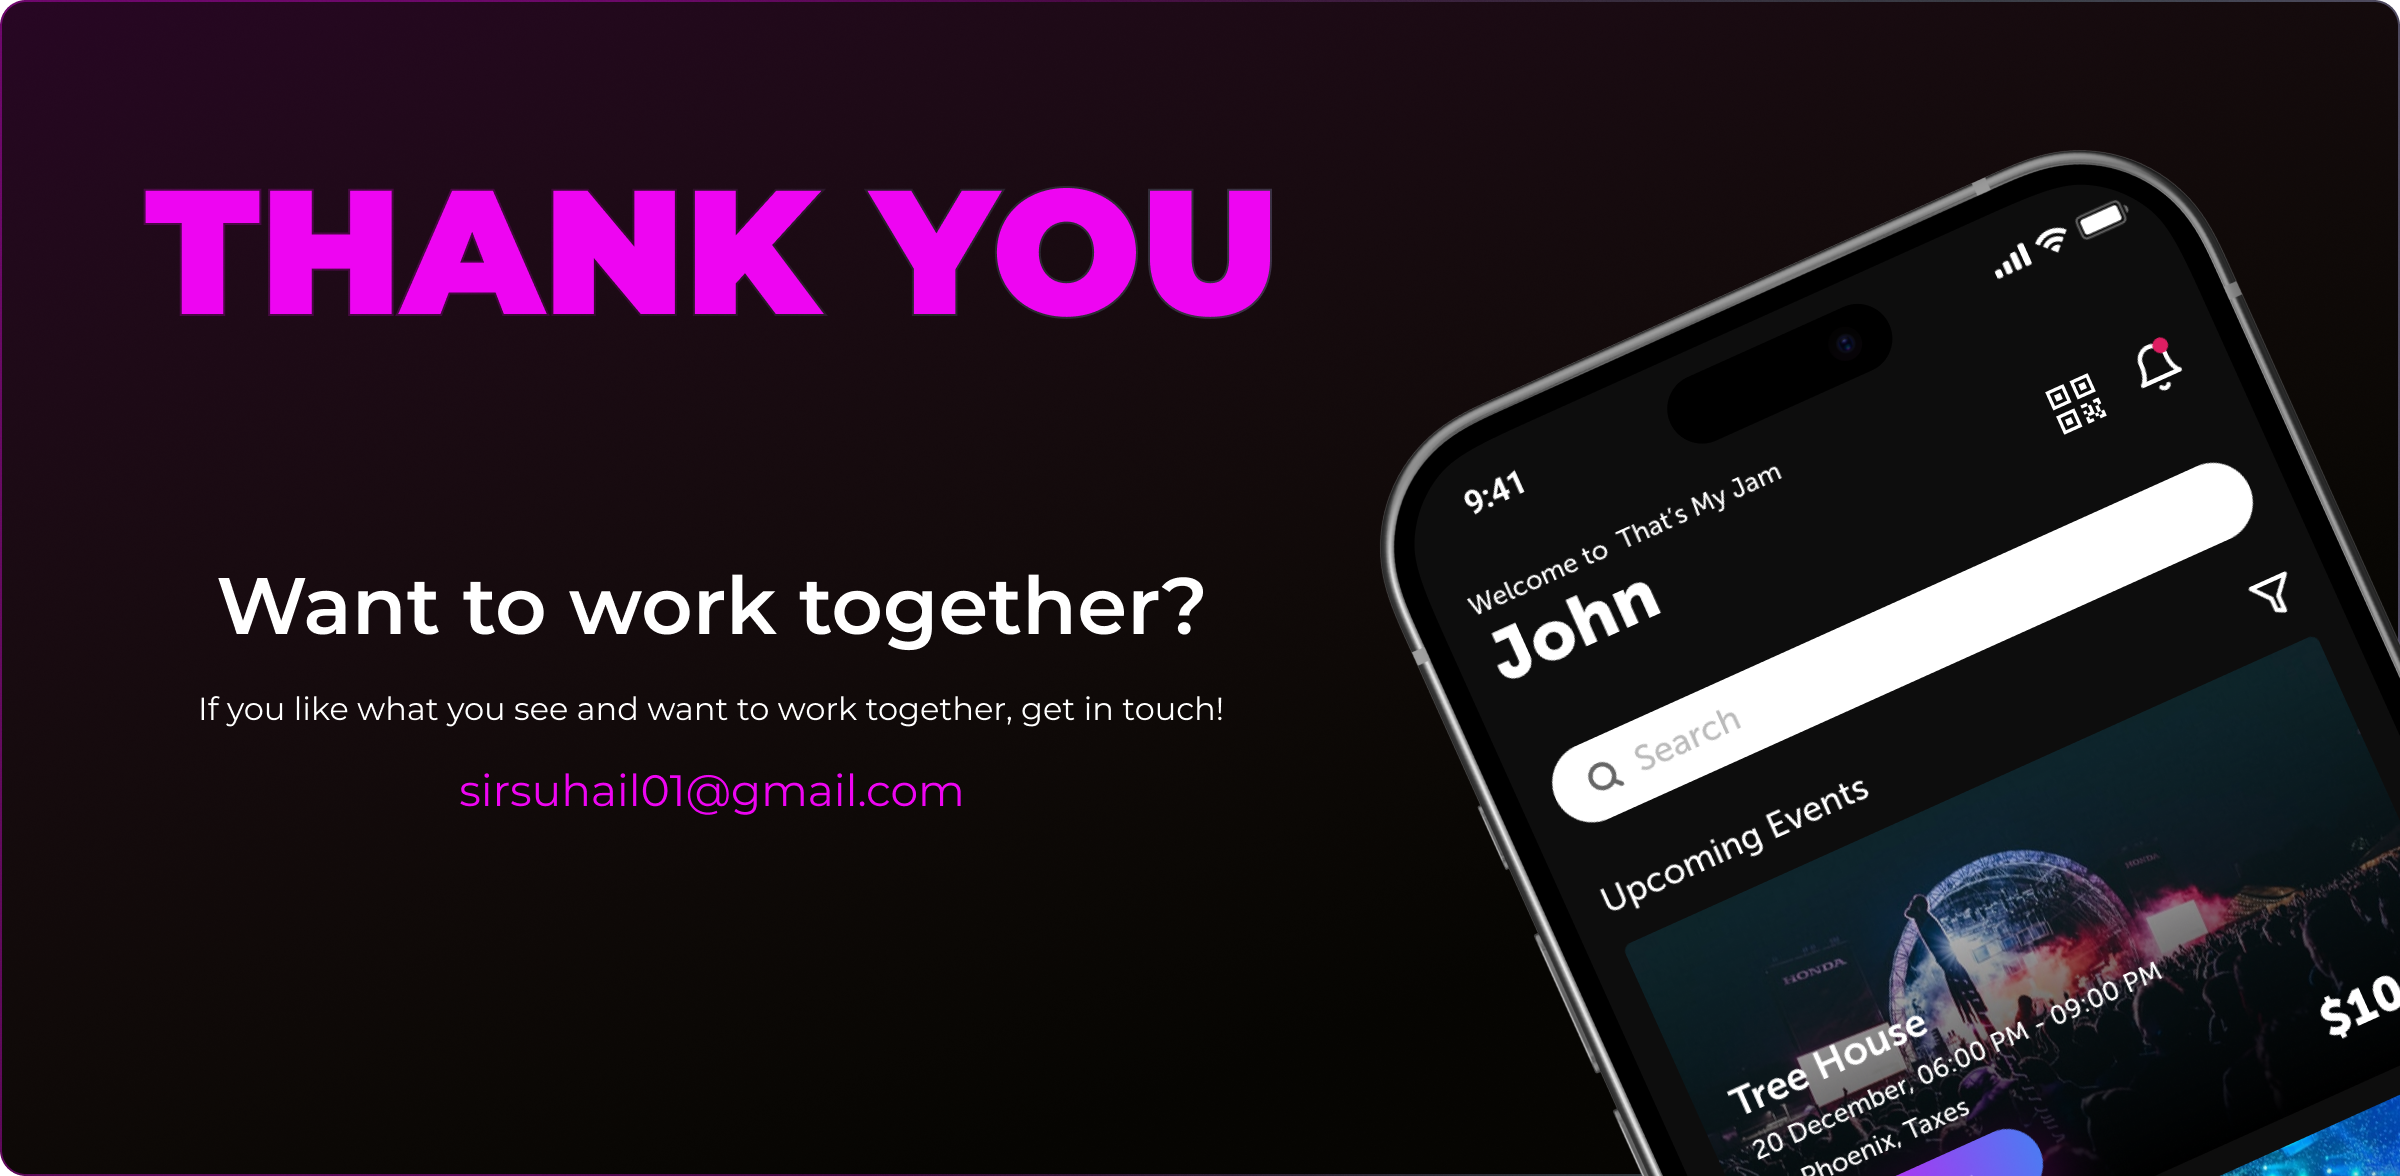 THANK YOU
Want to work together?
If you like what you see and want to work together, get in touch!
sirsuhail01@gmail.com
9:41
Welcome to That's My Jam
John
Search
Upcoming Events
HONDA
HONDA
Tree House
20 December, 06:00 PM - 09:00 PM
Phoenix, Taxes
$10